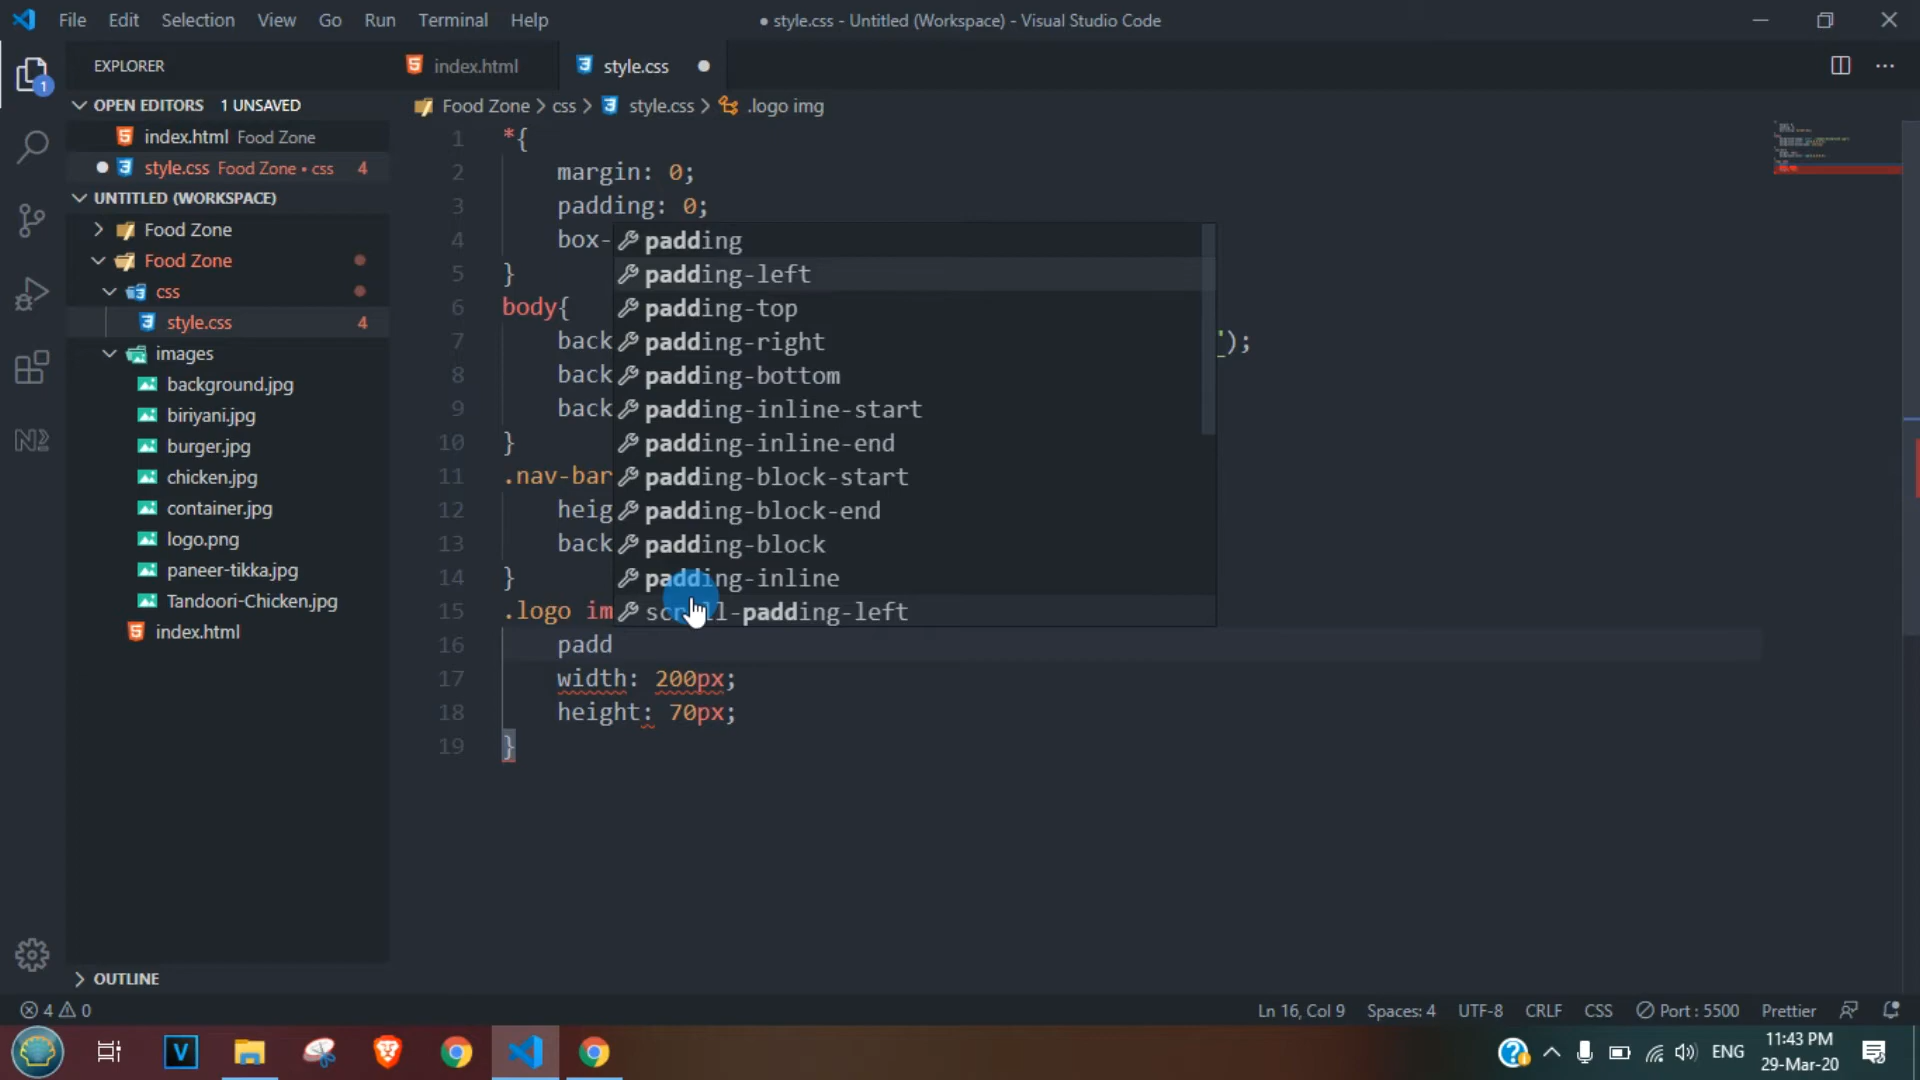 File Edit Selection View Go Run Terminal Help
● style.css - Untitled (Workspace) - Visual Studio Code
EXPLORER
index.html
style.css ●
1
OPEN EDITORS 1 UNSAVED
index.html Food Zone
● style.css Food Zone • css 4
UNTITLED (WORKSPACE)
Food Zone
Food Zone
css
style.css 4
images
background.jpg
biriyani.jpg
burger.jpg
chicken.jpg
container.jpg
logo.png
paneer-tikka.jpg
Tandoori-Chicken.jpg
index.html
OUTLINE
Food Zone > css > style.css > .logo img
1 *{
2 margin: 0;
3 padding: 0;
4 box-
5 }
6 body{
7 back ");
8 back
9 back
10 }
11 .nav-bar
12 heig
13 back
14 }
15 .logo im
16 padd
17 width: 200px;
18 height: 70px;
19 }
padding
padding-left
padding-top
padding-right
padding-bottom
padding-inline-start
padding-inline-end
padding-block-start
padding-block-end
padding-block
padding-inline
scroll-padding-left
4 0
Ln 16, Col 9 Spaces: 4 UTF-8 CRLF CSS Port : 5500 Prettier
V
ENG
11:43 PM
29-Mar-20